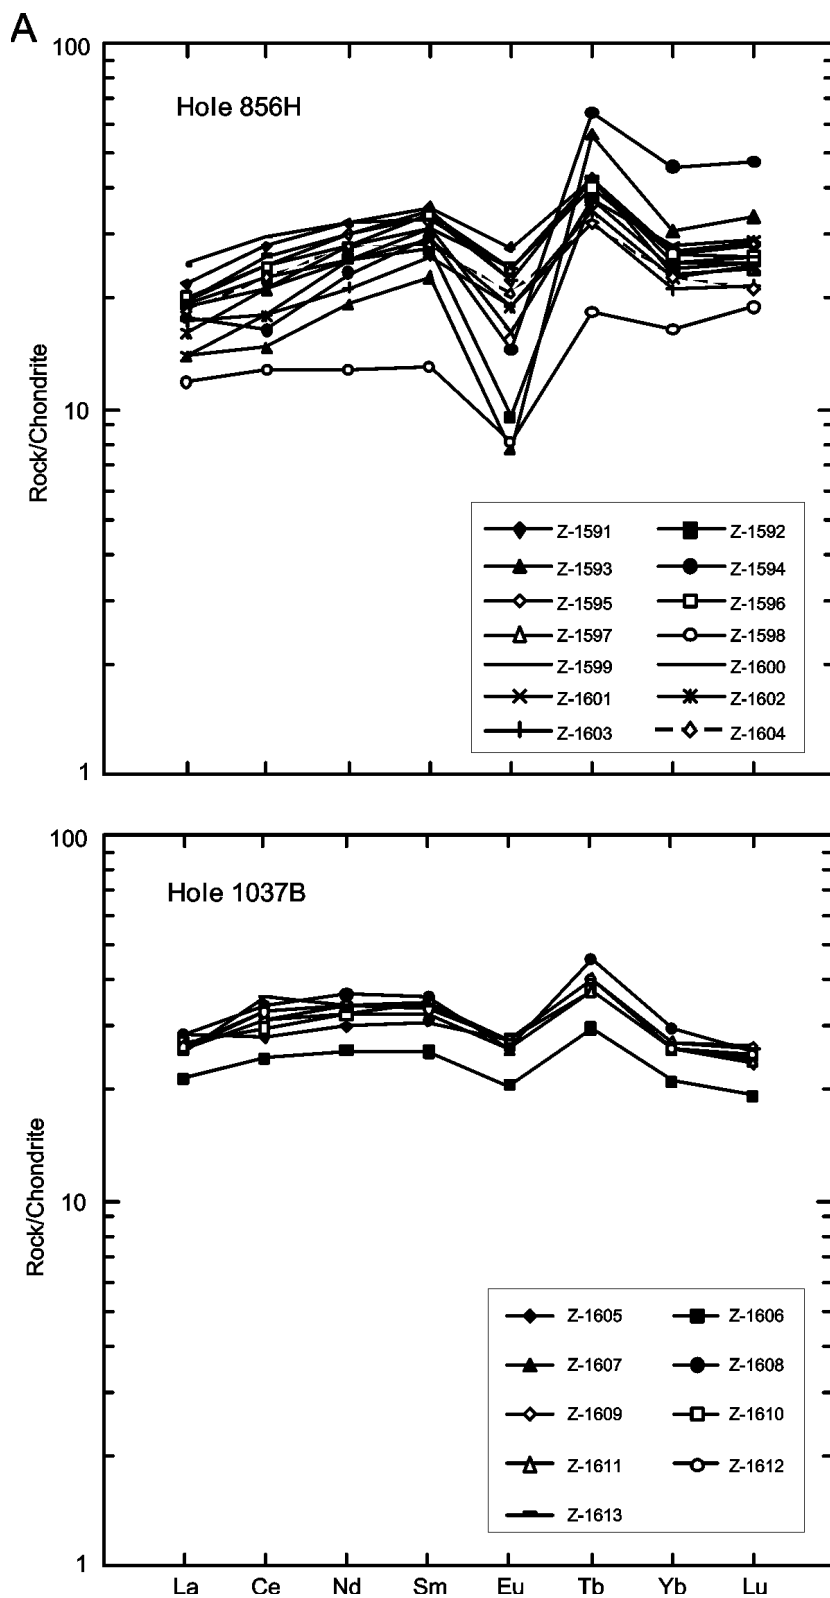 A
100
Hole 856H
Rock/Chondrite
10
Z-1591 Z-1592
Z-1593 Z-1594
Z-1595 Z-1596
Z-1597 Z-1598
Z-1599 Z-1600
Z-1601 Z-1602
Z-1603 Z-1604
1
100
Hole 1037B
Rock/Chondrite
10
Z-1605 Z-1606
Z-1607 Z-1608
Z-1609 Z-1610
Z-1611 Z-1612
Z-1613
1
La Ce Nd Sm Eu Tb Yb Lu